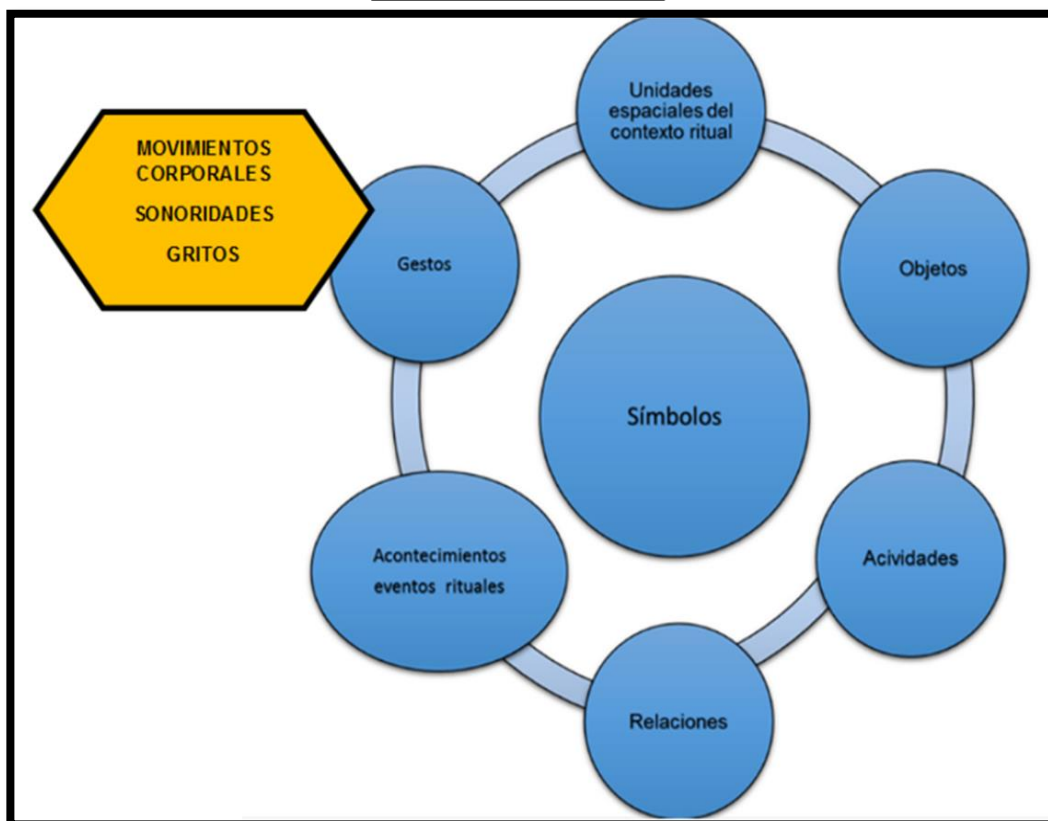 MOVIMIENTOS
CORPORALES
SONORIDADES
GRITOS
Unidades
espaciales del
contexto ritual
Gestos
Objetos
Símbolos
Acontecimientos
eventos rituales
Acividades
Relaciones